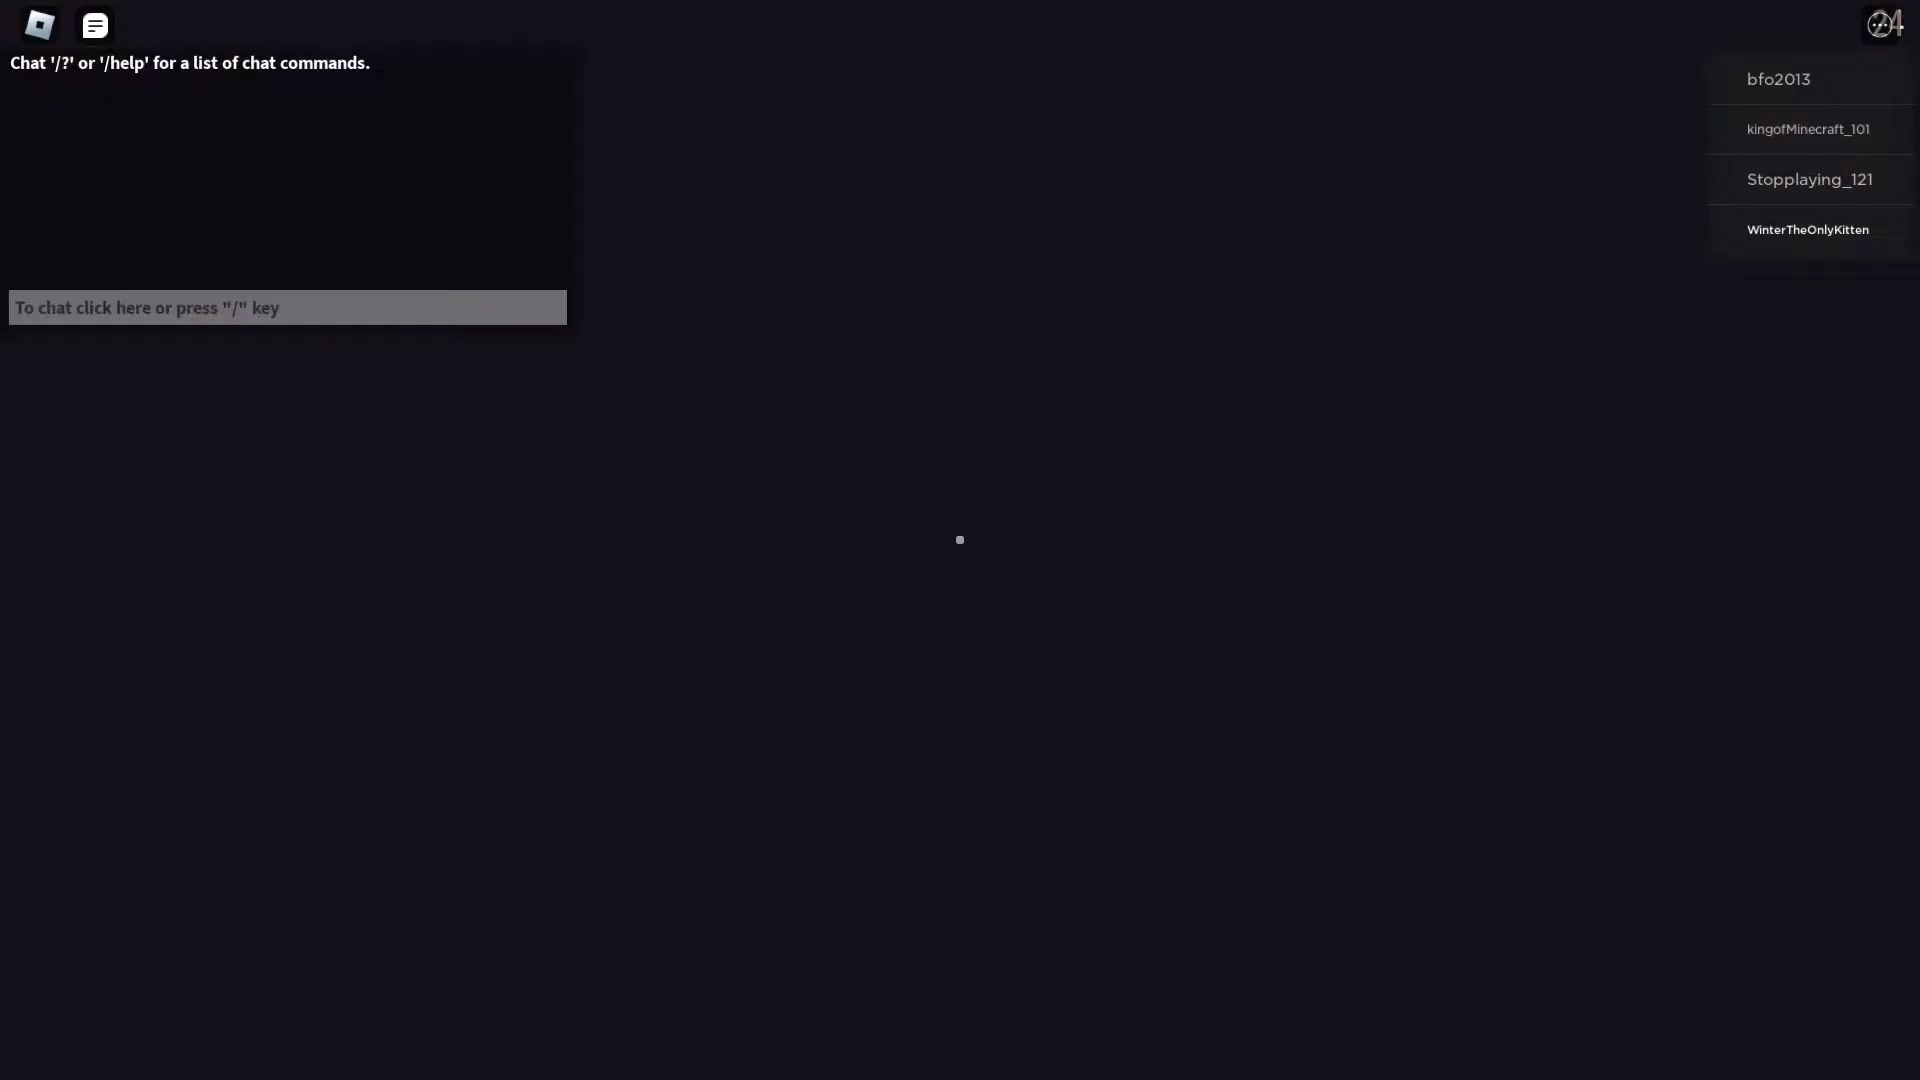 24
Chat '/?' or '/help' for a list of chat commands.
bfo2013
kingofMinecraft_101
Stopplaying_121
WinterTheOnlyKitten
To chat click here or press "/" key